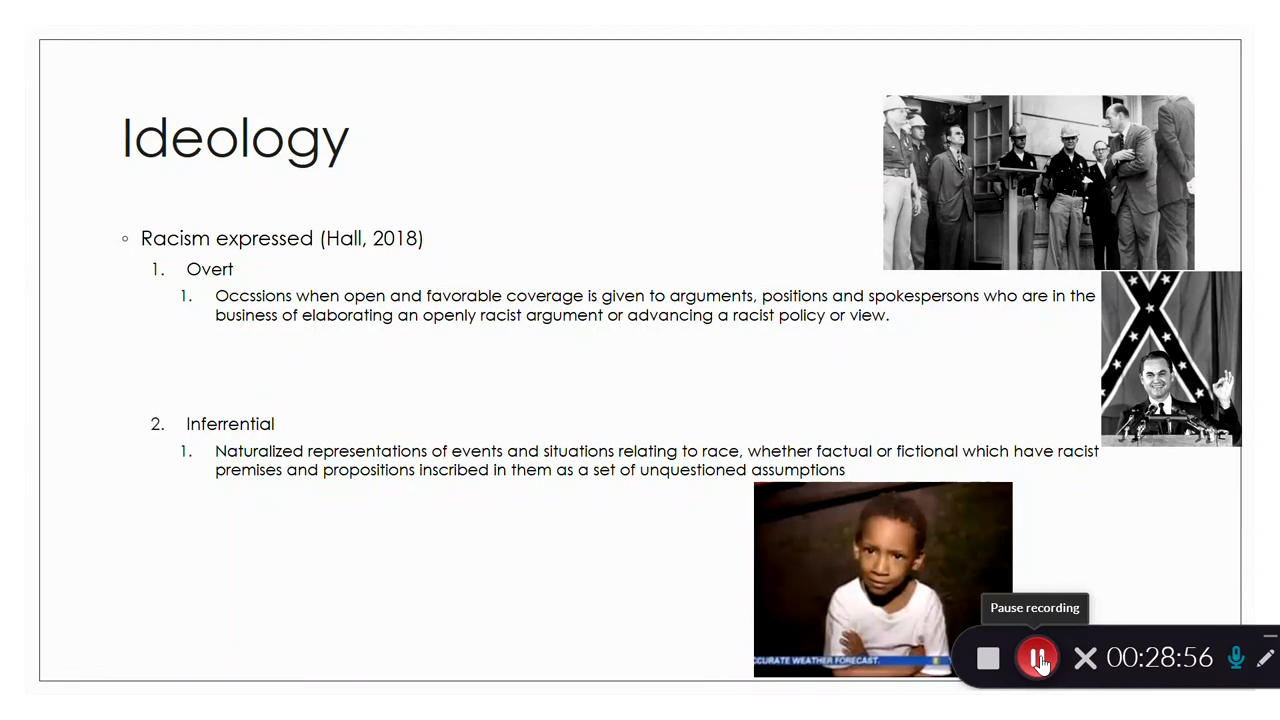 Ideology
◦ Racism expressed (Hall, 2018)
1. Overt
1. Occssions when open and favorable coverage is given to arguments, positions and spokespersons who are in the
business of elaborating an openly racist argument or advancing a racist policy or view.
2. Inferrential
1. Naturalized representations of events and situations relating to race, whether factual or fictional which have racist
premises and propositions inscribed in them as a set of unquestioned assumptions
Pause recording
00:28:56
CCURATE WEATHER FORECAST.